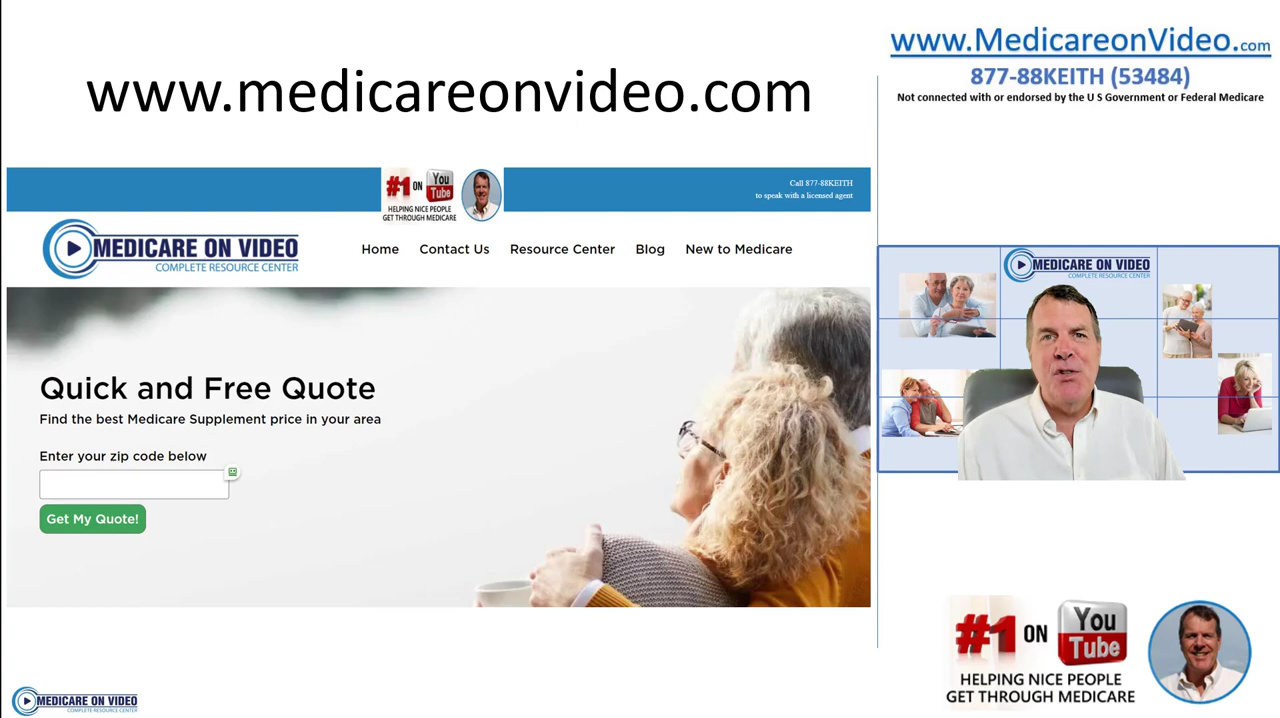 www.medicareonvideo.com
#1 ON You Tube
HELPING NICE PEOPLE
GET THROUGH MEDICARE
Call 877-88KEITH
to speak with a licensed agent
MEDICARE ON VIDEO
COMPLETE RESOURCE CENTER
Home Contact Us Resource Center Blog New to Medicare
Quick and Free Quote
Find the best Medicare Supplement price in your area
Enter your zip code below
Get My Quote!
MEDICARE ON VIDEO
COMPLETE RESOURCE CENTER
www.MedicareonVideo.com
877-88KEITH (53484)
Not connected with or endorsed by the U S Government or Federal Medicare
MEDICARE ON VIDEO
COMPLETE RESOURCE CENTER
#1 ON You Tube
HELPING NICE PEOPLE
GET THROUGH MEDICARE